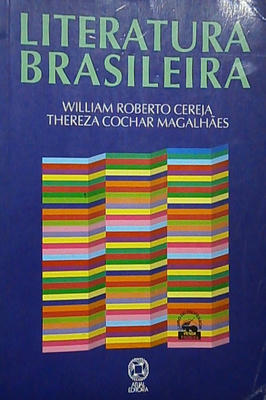 LITERATURA
BRASILEIRA
WILLIAM ROBERTO CEREJA
THEREZA COCHAR MAGALHÃES
ATUAL
EDITORA